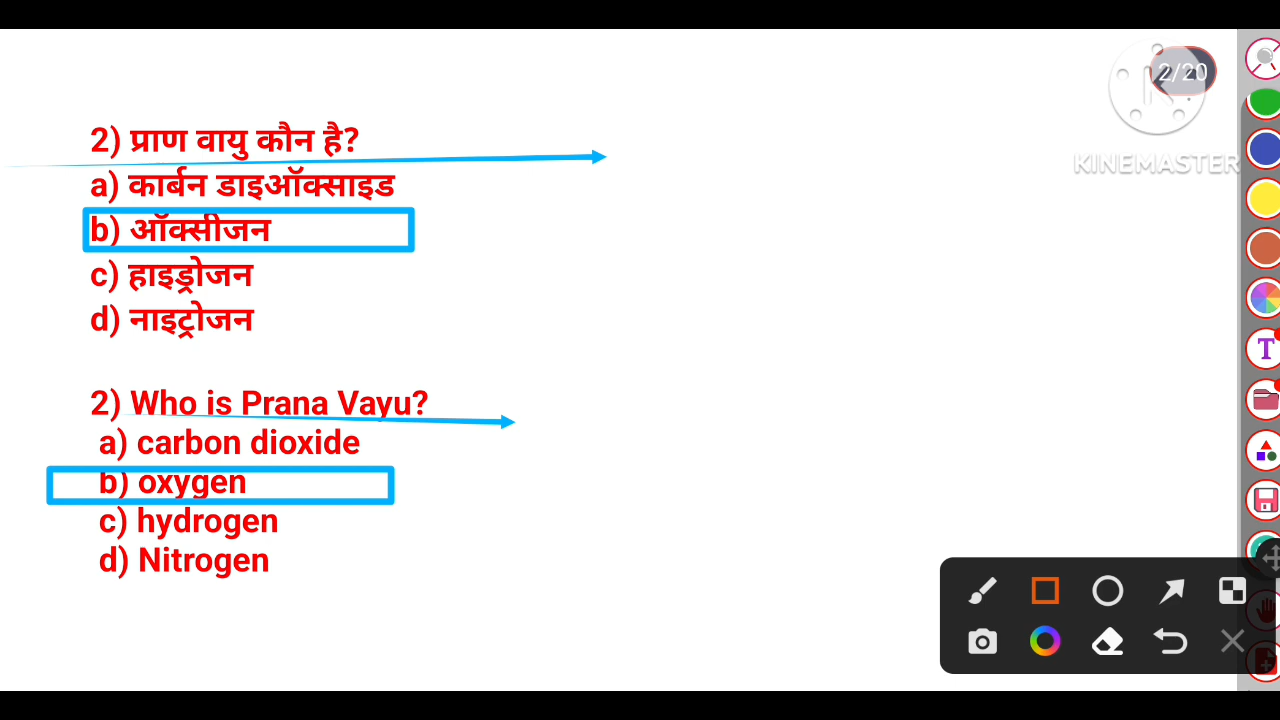 2/20
KINEMASTER
2) प्राण वायु कौन है?
a) कार्बन डाइऑक्साइड
b) ऑक्सीजन
c) हाइड्रोजन
d) नाइट्रोजन
2) Who is Prana Vayu?
a) carbon dioxide
b) oxygen
c) hydrogen
d) Nitrogen
T